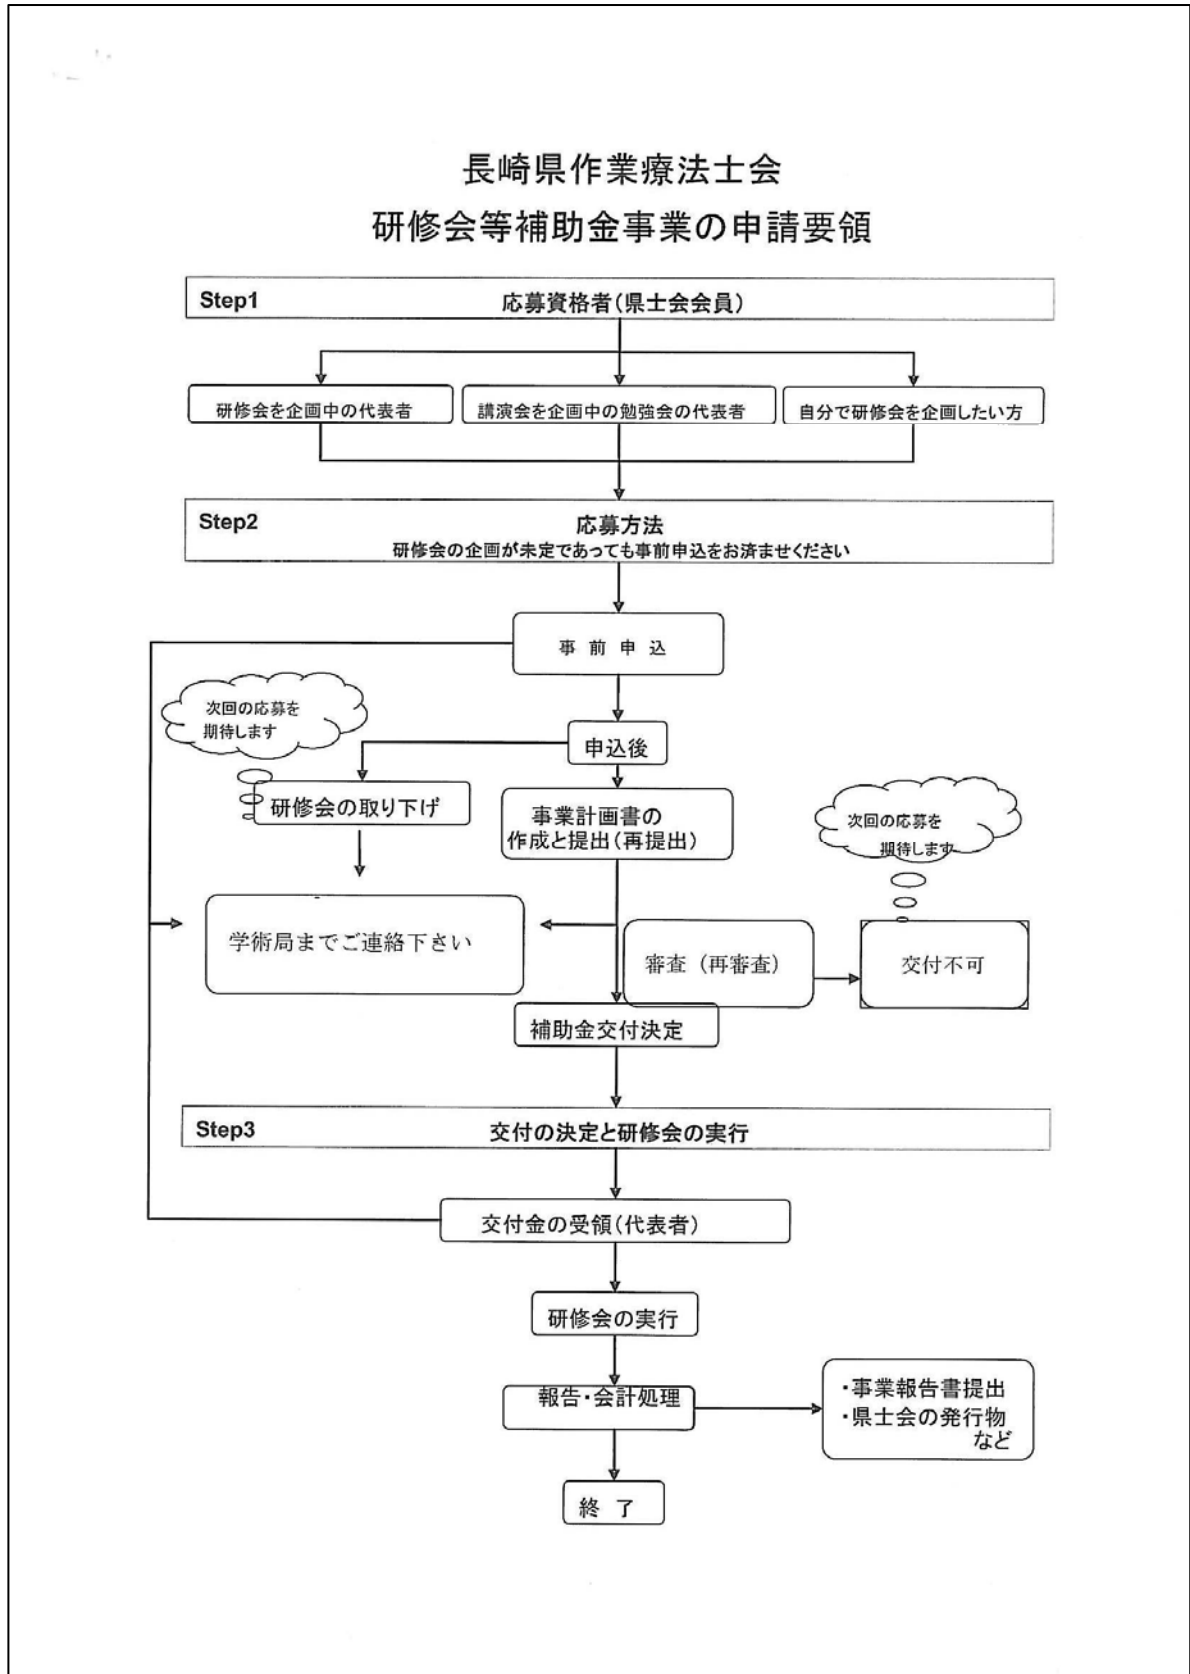 長崎県作業療法士会
研修会等補助金事業の申請要領
Step1 応募資格者(県士会会員)
研修会を企画中の代表者
講演会を企画中の勉強会の代表者
自分で研修会を企画したい方
Step2 応募方法
研修会の企画が未定であっても事前申込をお済ませください
事前申込
次回の応募を
期待します
申込後
研修会の取り下げ
事業計画書の
作成と提出(再提出)
次回の応募を
期待します
学術局までご連絡下さい
審査(再審査)
交付不可
補助金交付決定
Step3 交付の決定と研修会の実行
交付金の受領(代表者)
研修会の実行
報告・会計処理
・事業報告書提出
・県士会の発行物
など
終了